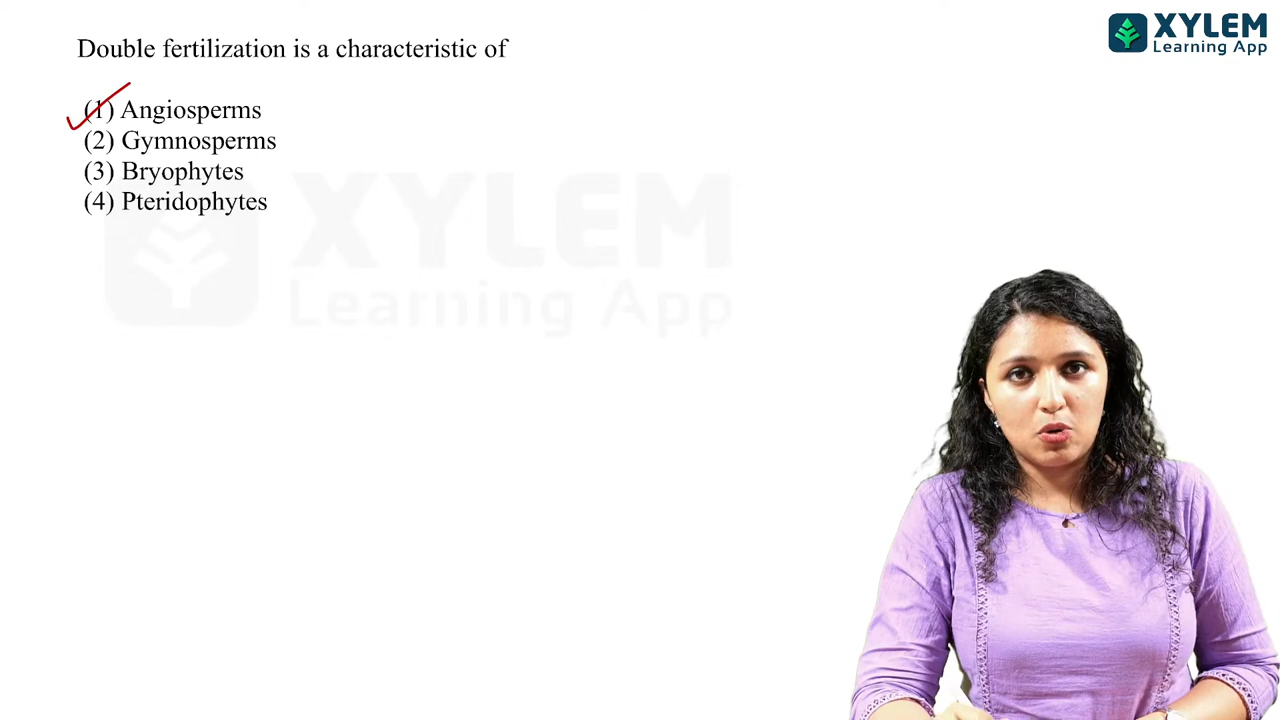 XYLEM
Learning App
Double fertilization is a characteristic of
(1) Angiosperms
(2) Gymnosperms
(3) Bryophytes
(4) Pteridophytes
XYLEM
Learning App